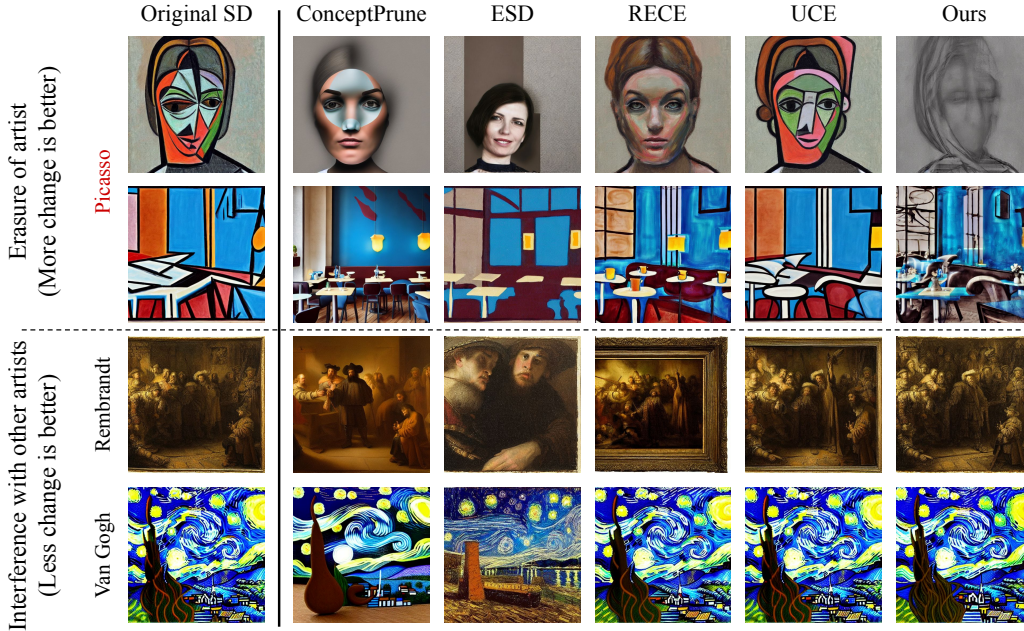 Original SD
ConceptPrune
ESD
RECE
UCE
Ours
Erasure of artist
(More change is better)
Picasso
Interference with other artists
(Less change is better)
Rembrandt
Van Gogh